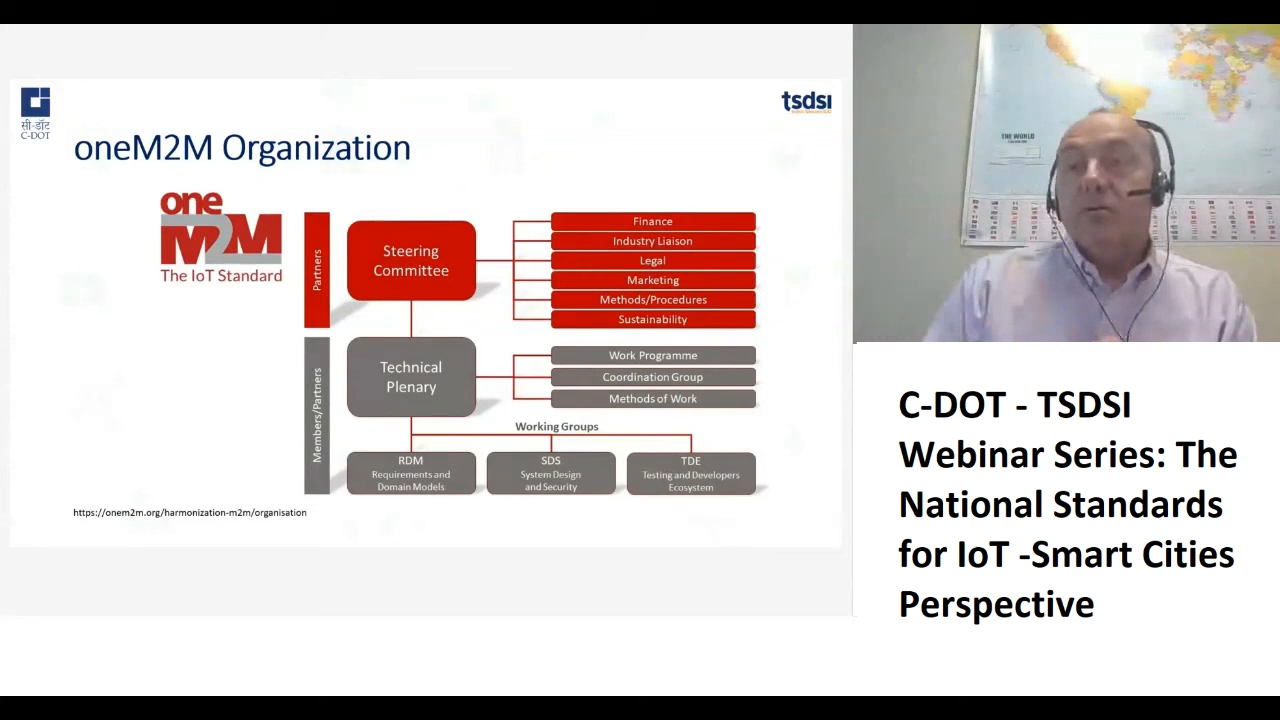 सी-डॉट
C-DOT
tsdsi
oneM2M Organization
one
M2M
The IoT Standard
Partners
Steering
Committee
Finance
Industry Liaison
Legal
Marketing
Methods/Procedures
Sustainability
Members/Partners
Technical
Plenary
Work Programme
Coordination Group
Methods of Work
Working Groups
RDM
Requirements and
Domain Models
SDS
System Design
and Security
TDE
Testing and Developers
Ecosystem
https://onem2m.org/harmonization-m2m/organisation
THE WORLD
C-DOT - TSDSI
Webinar Series: The
National Standards
for IoT -Smart Cities
Perspective